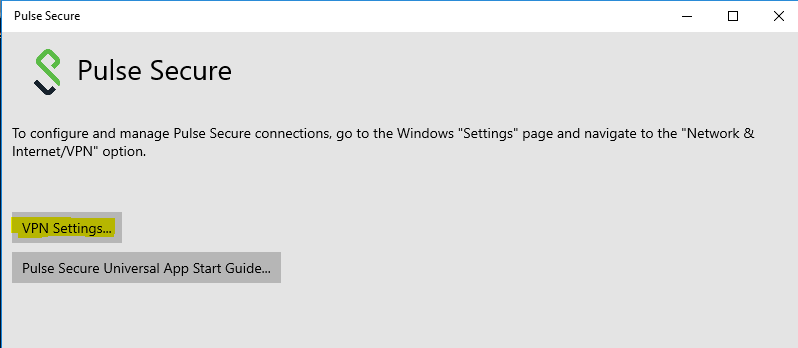 Pulse Secure
Pulse Secure
To configure and manage Pulse Secure connections, go to the Windows "Settings" page and navigate to the "Network &
Internet/VPN" option.
VPN Settings...
Pulse Secure Universal App Start Guide...